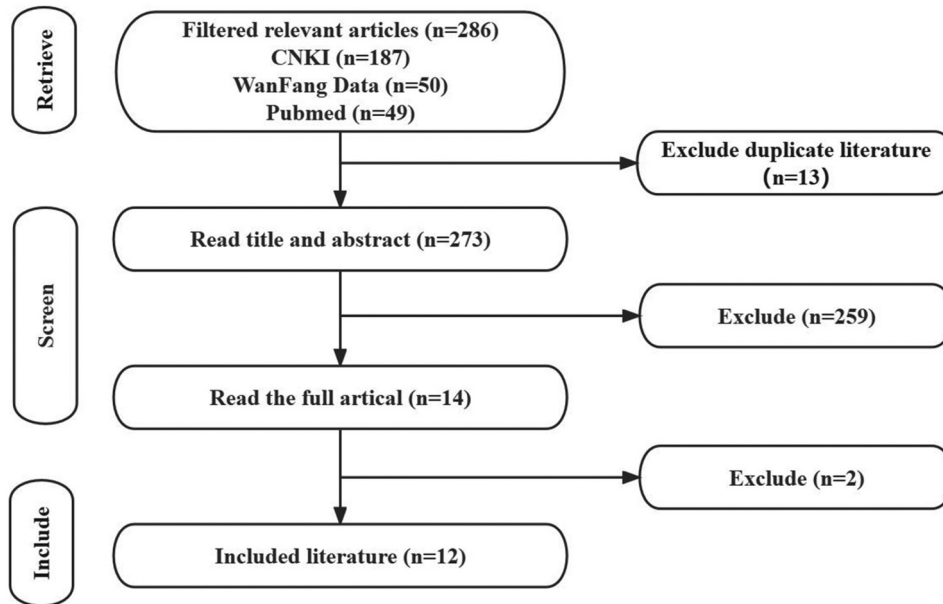 Retrieve
Filtered relevant articles (n=286)
CNKI (n=187)
WanFang Data (n=50)
Pubmed (n=49)
Exclude duplicate literature
(n=13)
Screen
Read title and abstract (n=273)
Exclude (n=259)
Read the full artical (n=14)
Exclude (n=2)
Include
Included literature (n=12)